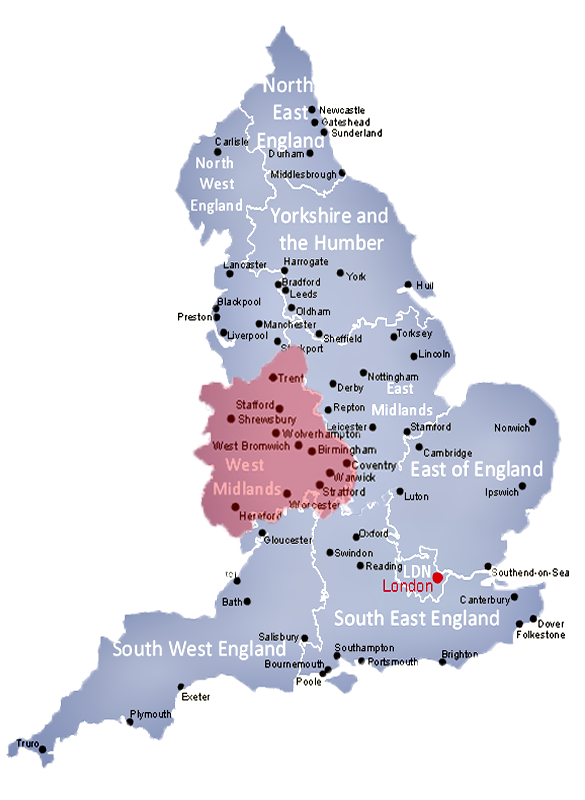 North
East
England
Newcastle
Gateshead
Sunderland
Carlisle
Durham
Middlesbrough
North
West
England
Yorkshire and
the Humber
Lancaster
Harrogate
York
Bradford
Leeds
Hull
Blackpool
Preston
Oldham
Manchester
Liverpool
Sheffield
Torksey
Stockport
Lincoln
Trent
Nottingham
Derby
East
Midlands
Stafford
Repton
Shrewsbury
Leicester
Stamford
Norwich
Wolverhampton
West Bromwich
Birmingham
Cambridge
West
Midlands
Coventry
East of England
Warwick
Stratford
Luton
Ipswich
Worcester
Hereford
Gloucester
Oxford
Swindon
Reading
LDN
London
Southend-on-Sea
Bath
Canterbury
South East England
Dover
Folkestone
Salisbury
South West England
Southampton
Brighton
Bournemouth
Portsmouth
Poole
Exeter
Plymouth
Truro